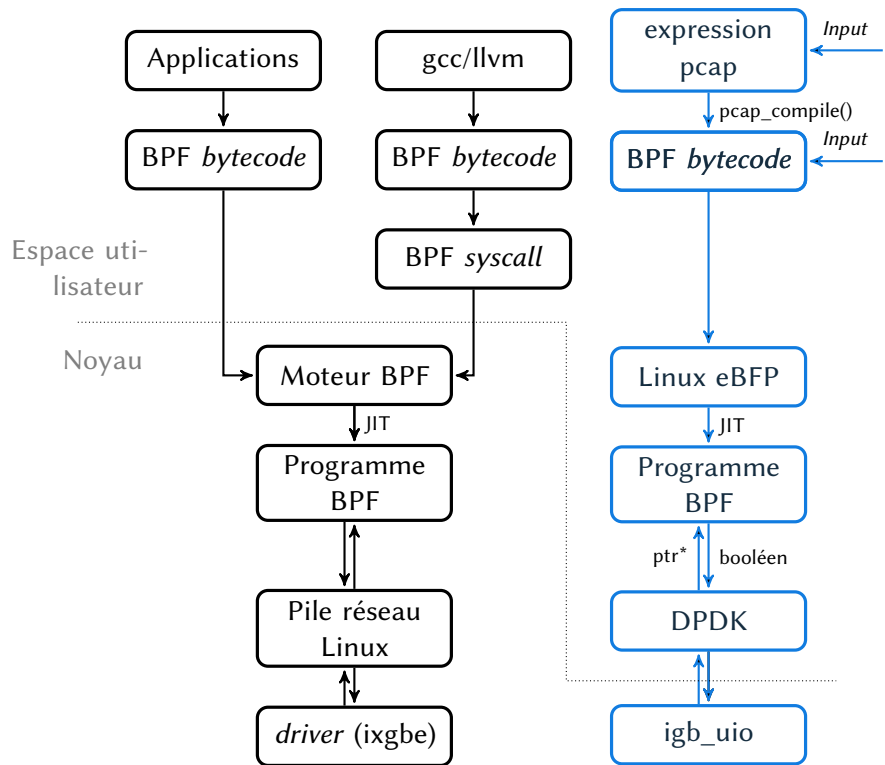 Applications
gcc/llvm
expression
pcap
Input
pcap_compile()
BPF bytecode
BPF bytecode
BPF bytecode
Input
BPF syscall
Espace uti-
lisateur
Noyau
Moteur BPF
Linux eBFP
JIT
JIT
Programme
BPF
Programme
BPF
ptr*
booléen
Pile réseau
Linux
DPDK
driver (ixgbe)
igb_uio